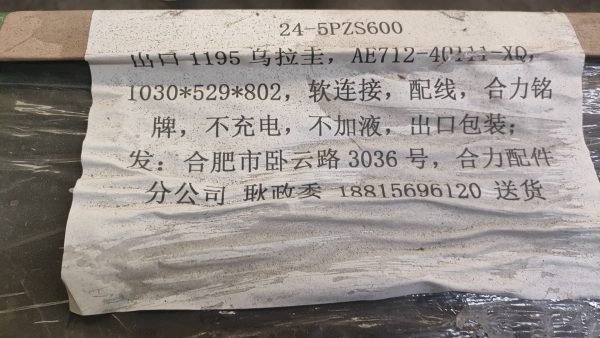 24-5PZS600
出口 1195 乌拉圭，AE712-40111-XQ，
1030*529*802，软连接，配线，合力铭
牌，不充电，不加液，出口包装；
发：合肥市卧云路 3036 号，合力配件
分公司 耿政委 18815696120 送货